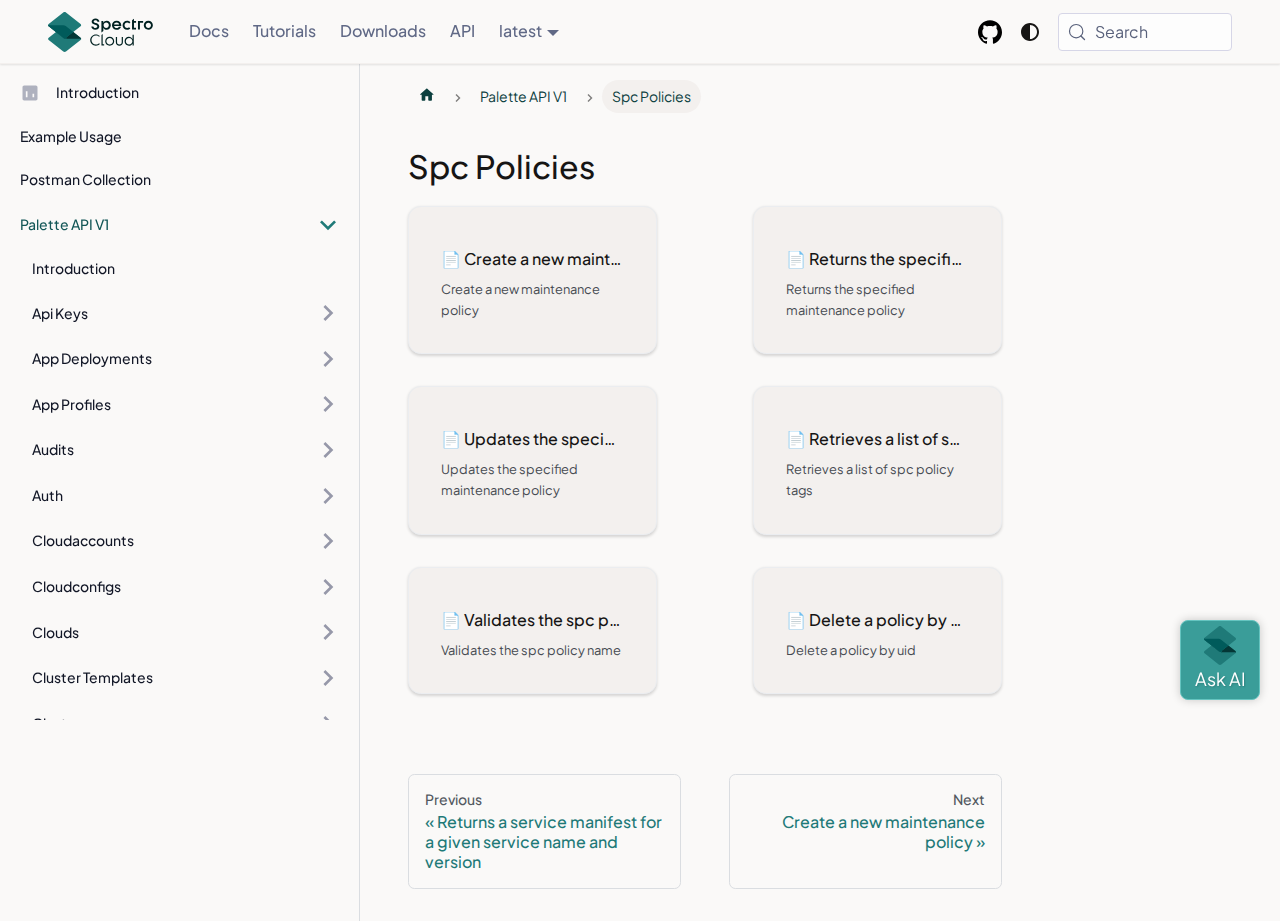 Spectro Cloud
Docs
Tutorials
Downloads
API
latest
Search
Introduction
Example Usage
Postman Collection
Palette API V1
Introduction
Api Keys
App Deployments
App Profiles
Audits
Auth
Cloudaccounts
Cloudconfigs
Clouds
Cluster Templates
Palette API V1
Spc Policies
Spc Policies
Create a new maint…
Create a new maintenance
policy
Returns the specifi…
Returns the specified
maintenance policy
Updates the speci…
Updates the specified
maintenance policy
Retrieves a list of s…
Retrieves a list of spc policy
tags
Validates the spc p…
Validates the spc policy name
Delete a policy by …
Delete a policy by uid
Ask AI
Previous
« Returns a service manifest for
a given service name and
version
Next
Create a new maintenance
policy »